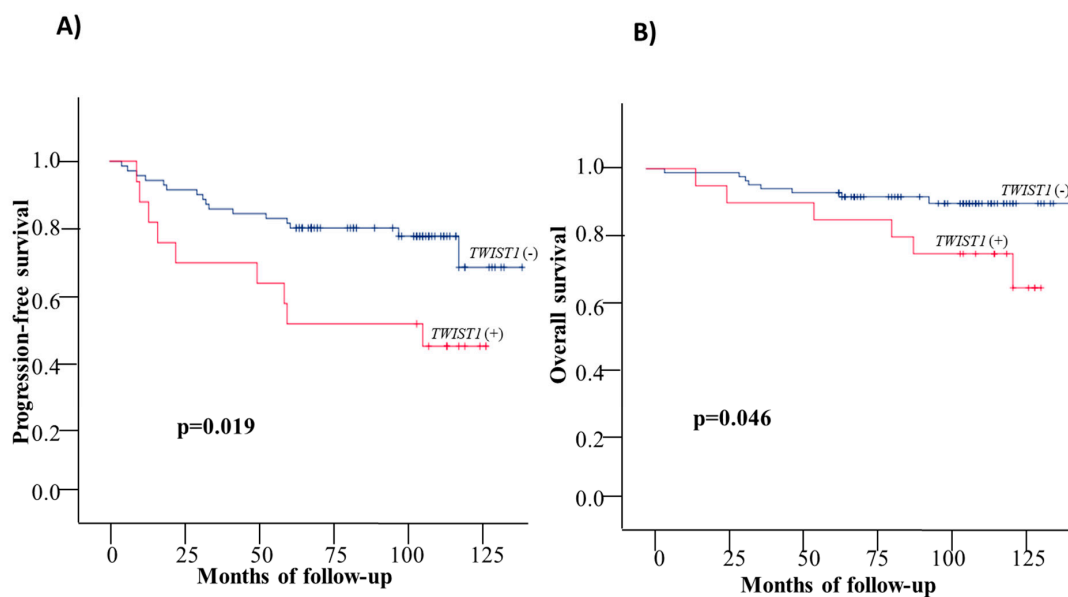 A)
Progression-free survival
1.0
0.8
0.6
0.4
0.2
0.0
TWIST1 (-)
TWIST1 (+)
p=0.019
0 25 50 75 100 125
Months of follow-up
B)
Overall survival
1.0
0.8
0.6
0.4
0.2
0.0
TWIST1 (-)
TWIST1 (+)
p=0.046
0 25 50 75 100 125
Months of follow-up